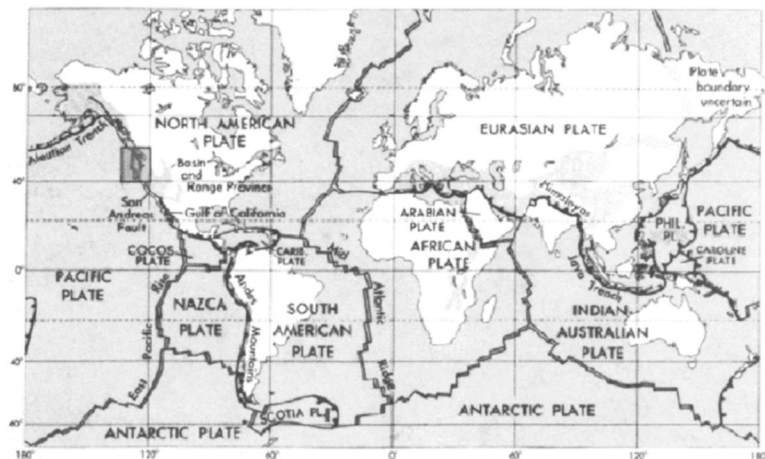 Plate
boundary
uncertain
80°
NORTH AMERICAN
PLATE
EURASIAN PLATE
Aleutian Trench
Basin
and
Range Province
40°
Himalayas
San
Andreas
Fault
Gulf of California
ARABIAN
PLATE
AFRICAN
PLATE
PHIL
PL
PACIFIC
PLATE
CAROLINE
PLATE
COCOS
PLATE
CARIB.
PLATE
Mid
Atlantic
Ridge
0°
PACIFIC
PLATE
East Pacific Rise
NAZCA
PLATE
Andes
Mountains
SOUTH
AMERICAN
PLATE
Java Trench
INDIAN
AUSTRALIAN
PLATE
40°
SCOTIA PL
60°
ANTARCTIC PLATE
ANTARCTIC PLATE
180°
120°
60°
0°
60°
120°
180°